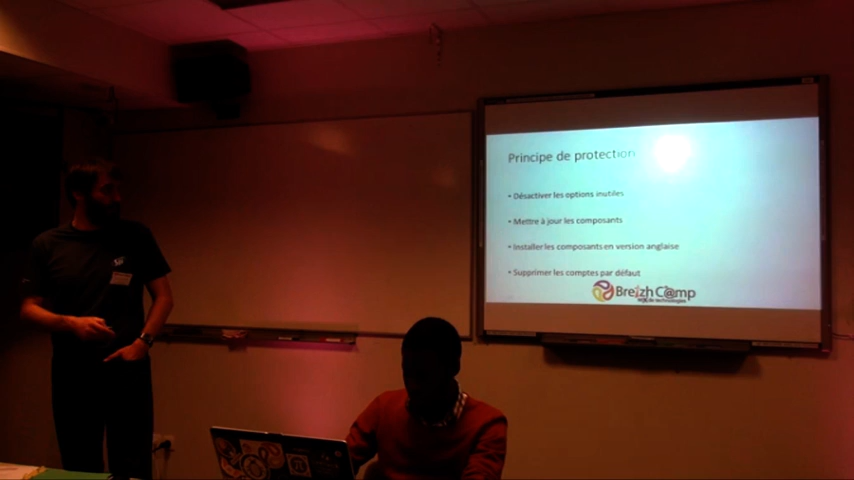 Principe de protection
• Désactiver les options inutiles
• Mettre à jour les composants
• Installer les composants en version anglaise
• Supprimer les comptes par défaut
Breizh C@mp